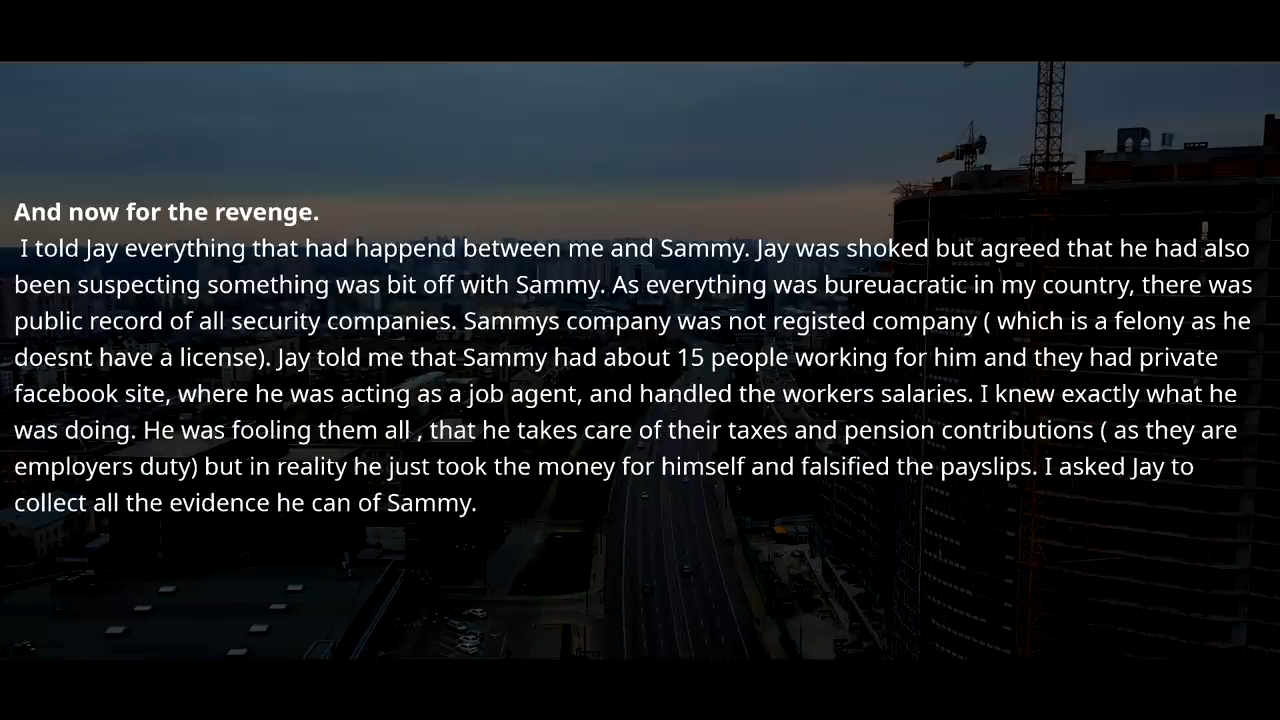 And now for the revenge.
I told Jay everything that had happend between me and Sammy. Jay was shoked but agreed that he had also
been suspecting something was bit off with Sammy. As everything was bureuacratic in my country, there was
public record of all security companies. Sammys company was not registed company ( which is a felony as he
doesnt have a license). Jay told me that Sammy had about 15 people working for him and they had private
facebook site, where he was acting as a job agent, and handled the workers salaries. I knew exactly what he
was doing. He was fooling them all , that he takes care of their taxes and pension contributions ( as they are
employers duty) but in reality he just took the money for himself and falsified the payslips. I asked Jay to
collect all the evidence he can of Sammy.